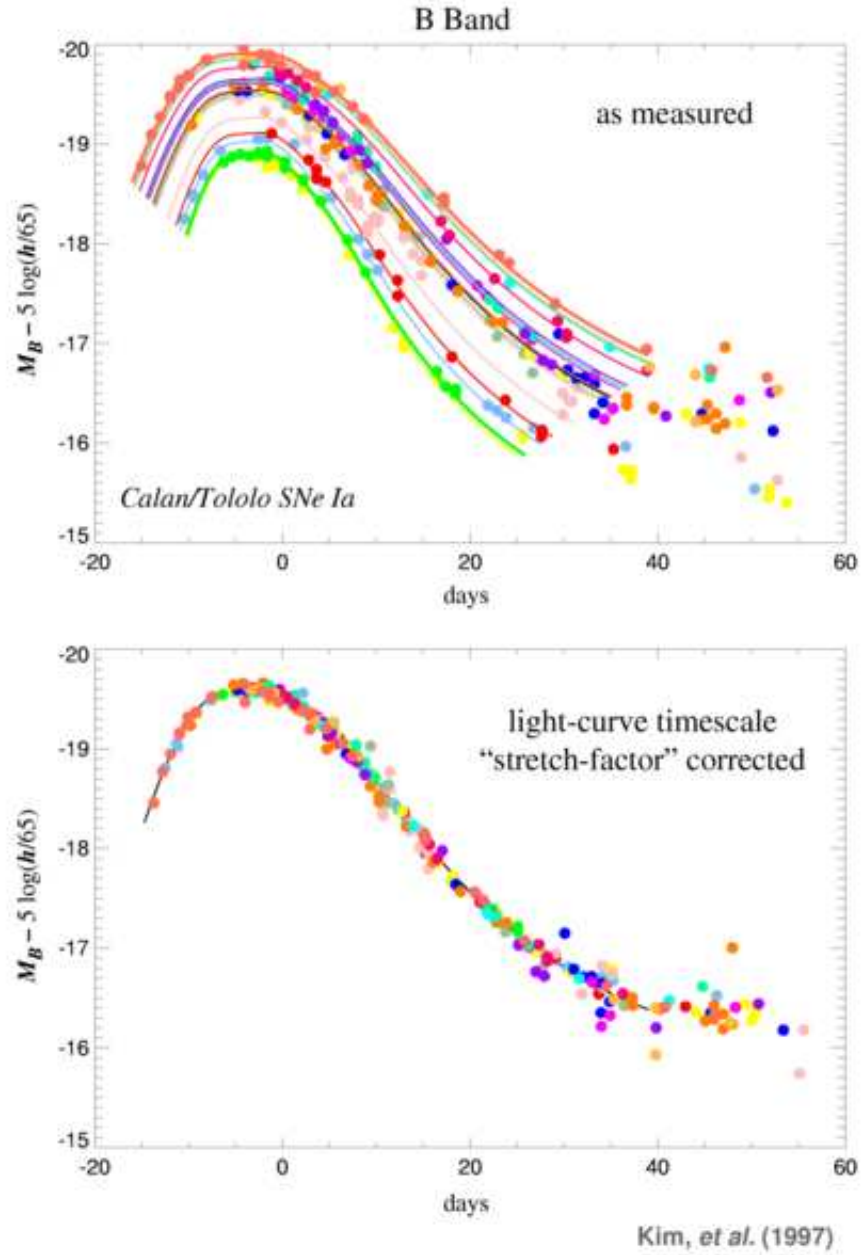 B Band
-20
-19
-18
-17
-16
-15
M_B – 5 log(h/65)
as measured
Calan/Tololo SNe Ia
-20
0
20
40
60
days
-20
-19
-18
-17
-16
-15
M_B – 5 log(h/65)
light-curve timescale
“stretch-factor” corrected
-20
0
20
40
60
days
Kim, et al. (1997)